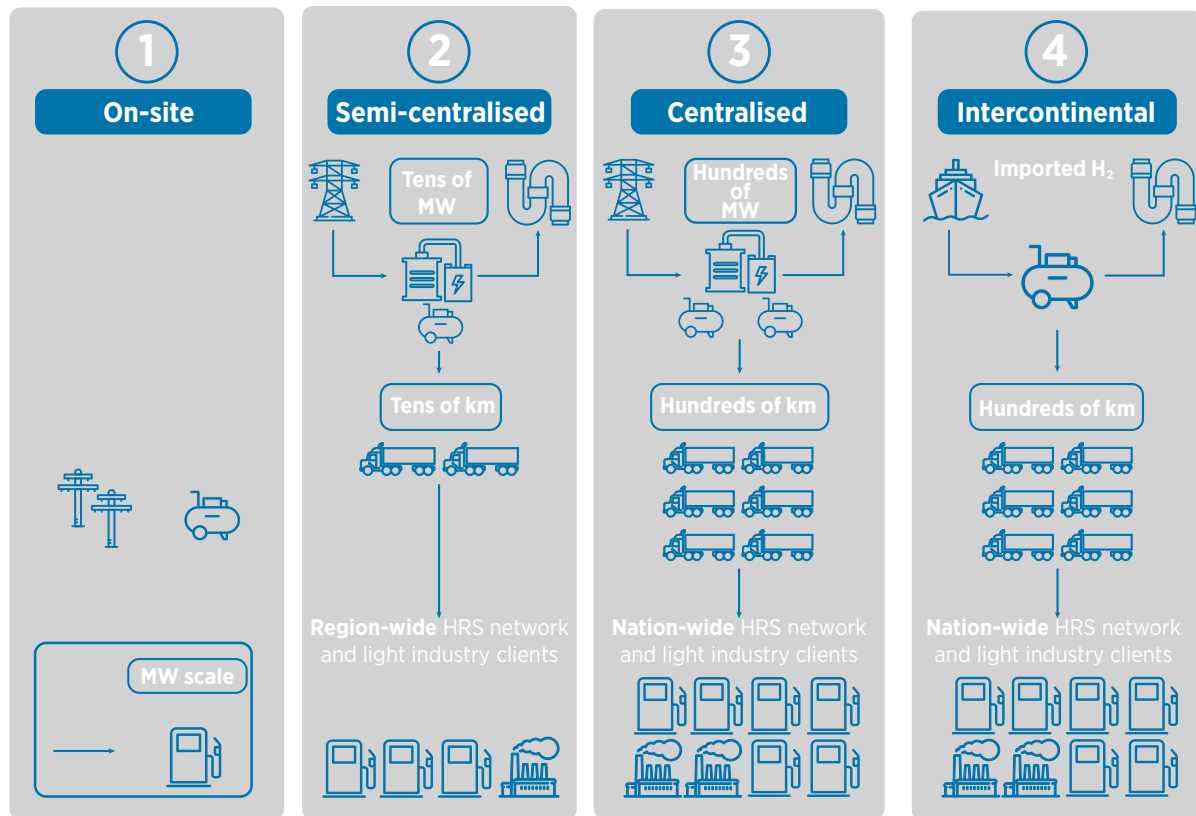 1
On-site
MW scale
2
Semi-centralised
Tens of
MW
Tens of km
Region-wide HRS network
and light industry clients
3
Centralised
Hundreds
of
MW
Hundreds of km
Nation-wide HRS network
and light industry clients
4
Intercontinental
Imported H₂
Hundreds of km
Nation-wide HRS network
and light industry clients